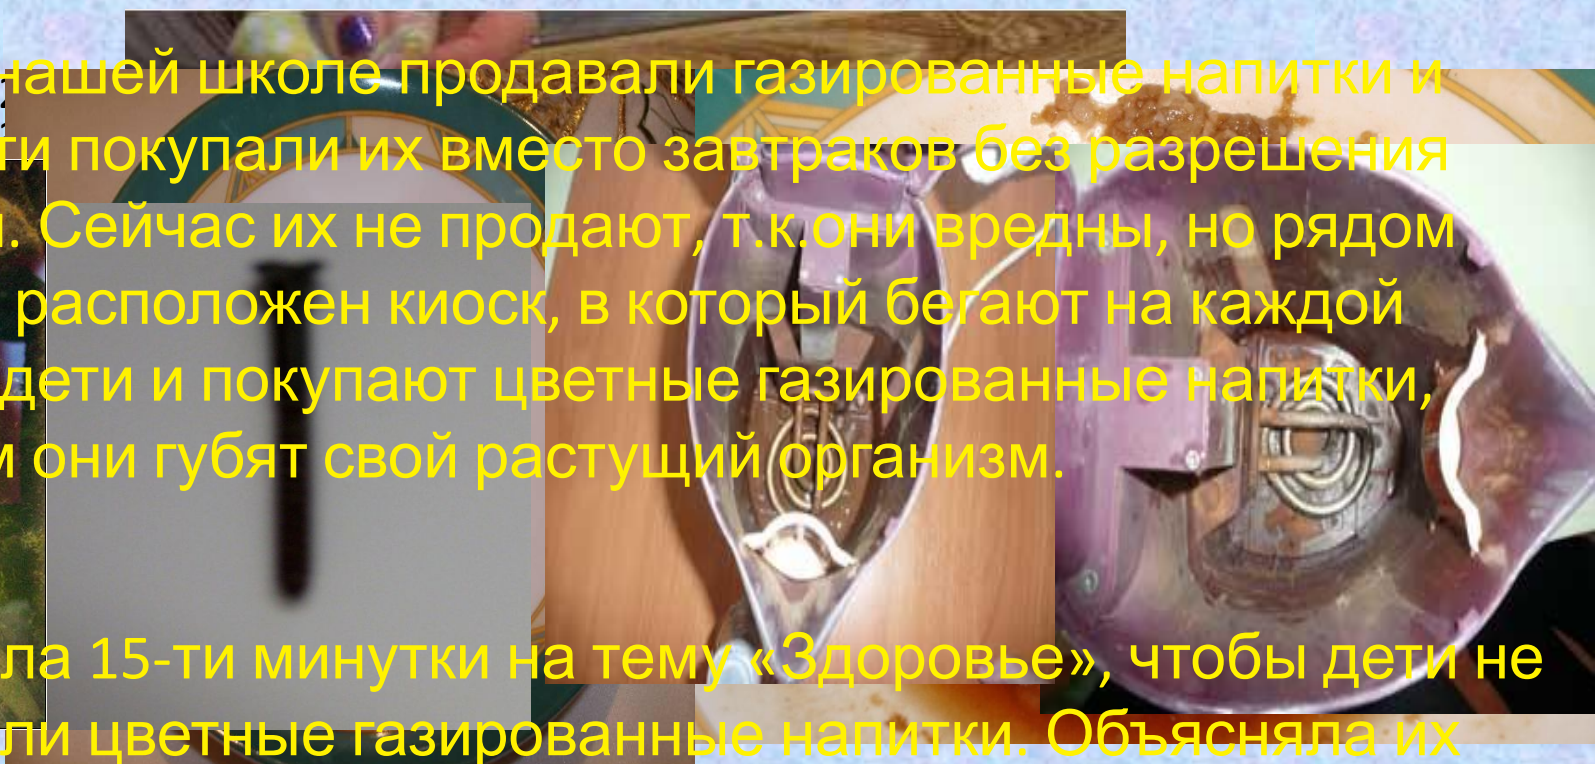 нашей школе продавали газированные напитки и
ти покупали их вместо завтраков без разрешения
Сейчас их не продают, т.к.они вредны, но рядом
расположен киоск, в который бегают на каждой
дети и покупают цветные газированные напитки,
они губят свой растущий организм.
ла 15-ти минутки на тему «Здоровье», чтобы дети не
ли цветные газированные напитки. Объясняла их